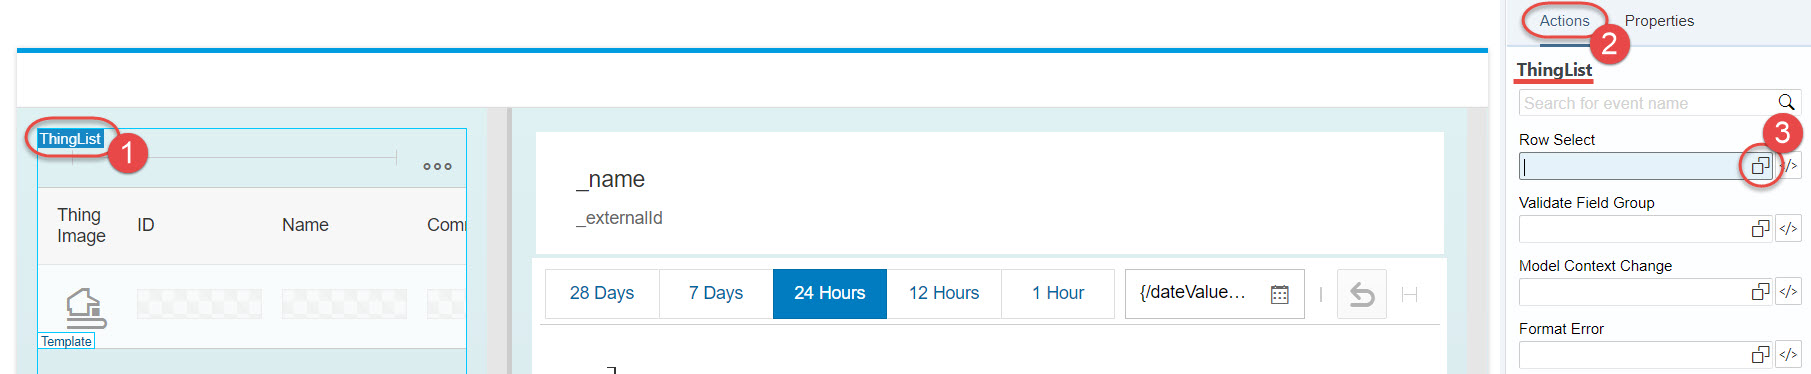 Actions Properties
2
ThingList
Search for event name
ThingList
1
3
Row Select
</>
_name
_externalId
Thing Image
ID
Name
Com
Validate Field Group
</>
28 Days 7 Days 24 Hours 12 Hours 1 Hour {/dateValue...
Model Context Change
</>
Template
Format Error
</>